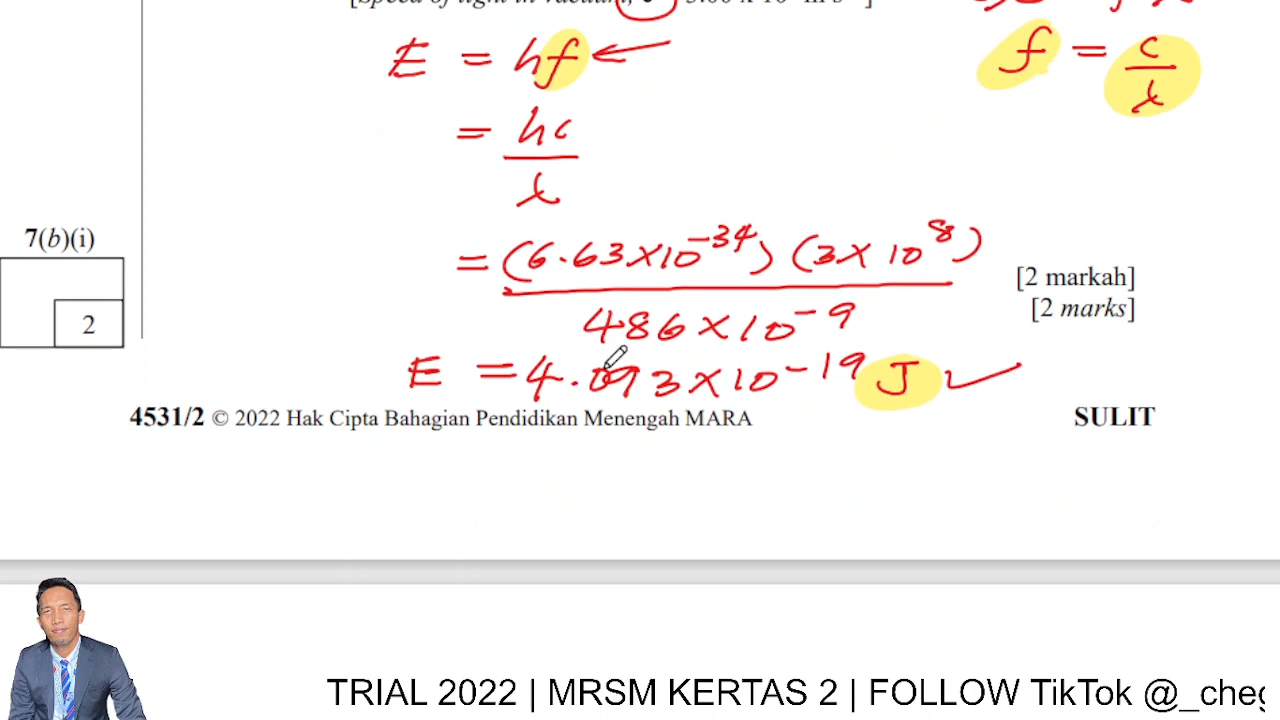 E = hf
f = c/λ
= hc/λ
7(b)(i)
= (6.63 × 10⁻³⁴) (3 × 10⁸)
[2 markah]
[2 marks]
2
486 × 10⁻⁹
E = 4.093 × 10⁻¹⁹ J ✓
4531/2 © 2022 Hak Cipta Bahagian Pendidikan Menengah MARA
SULIT
TRIAL 2022 | MRSM KERTAS 2 | FOLLOW TikTok @_cheg